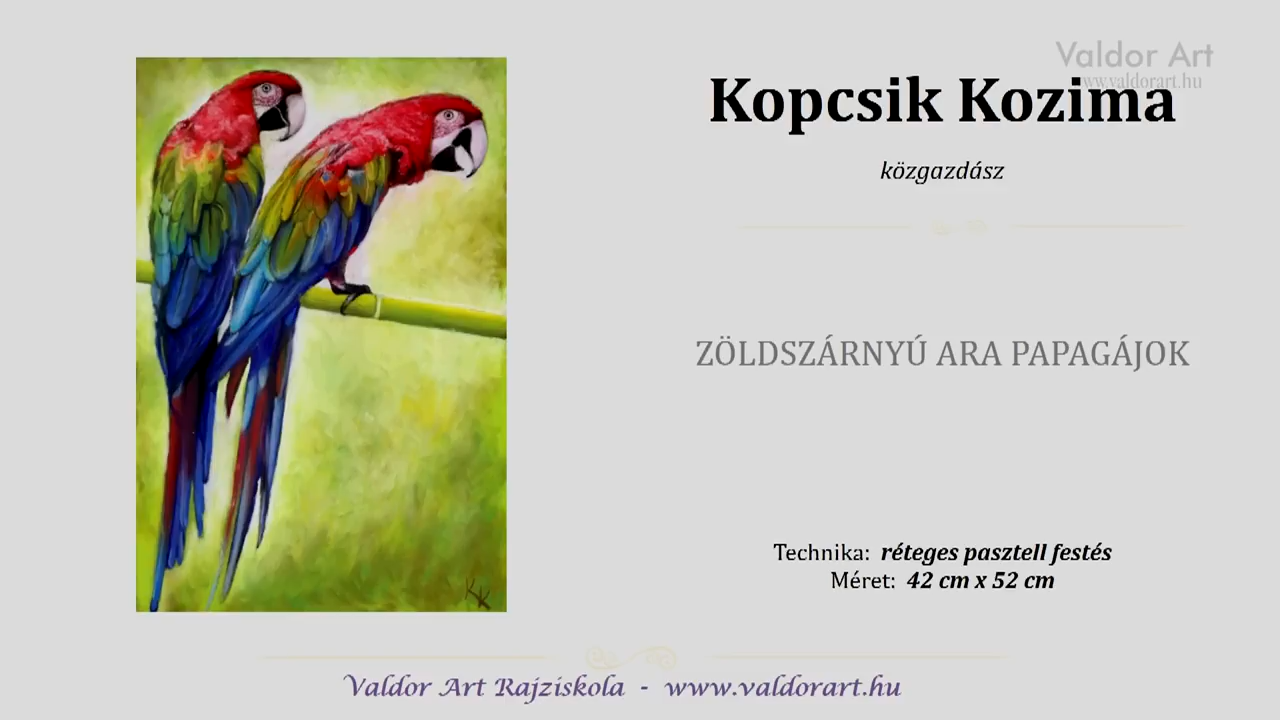 Valdor Art
www.valdorart.hu
Kopcsik Kozima
közgazdász
ZÖLDSZÁRNYÚ ARA PAPAGÁJOK
KK
Technika: réteges pasztell festés
Méret: 42 cm x 52 cm
Valdor Art Rajziskola - www.valdorart.hu